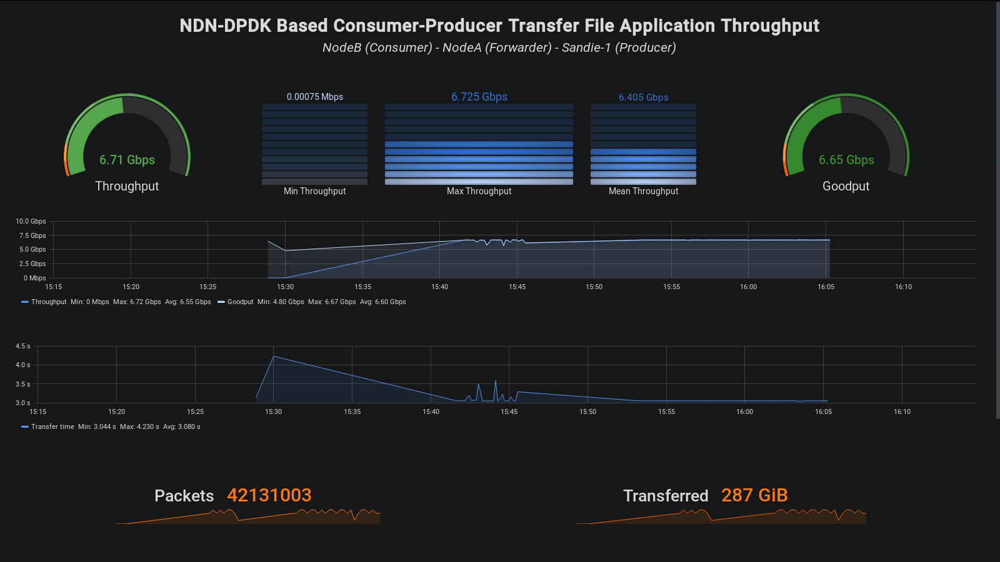 NDN-DPDK Based Consumer-Producer Transfer File Application Throughput
NodeB (Consumer) - NodeA (Forwarder) - Sandie-1 (Producer)
6.71 Gbps
Throughput
0.00075 Mbps
Min Throughput
6.725 Gbps
Max Throughput
6.405 Gbps
Mean Throughput
6.65 Gbps
Goodput
10.0 Gbps
7.5 Gbps
5.0 Gbps
2.5 Gbps
0 Mbps
15:15 15:20 15:25 15:30 15:35 15:40 15:45 15:50 15:55 16:00 16:05 16:10
Throughput Min: 0 Mbps Max: 6.72 Gbps Avg: 6.55 Gbps Goodput Min: 4.80 Gbps Max: 6.67 Gbps Avg: 6.60 Gbps
4.5 s
4.0 s
3.5 s
3.0 s
15:15 15:20 15:25 15:30 15:35 15:40 15:45 15:50 15:55 16:00 16:05 16:10
Transfer time Min: 3.044 s Max: 4.230 s Avg: 3.080 s
Packets 42131003
Transferred 287 GiB